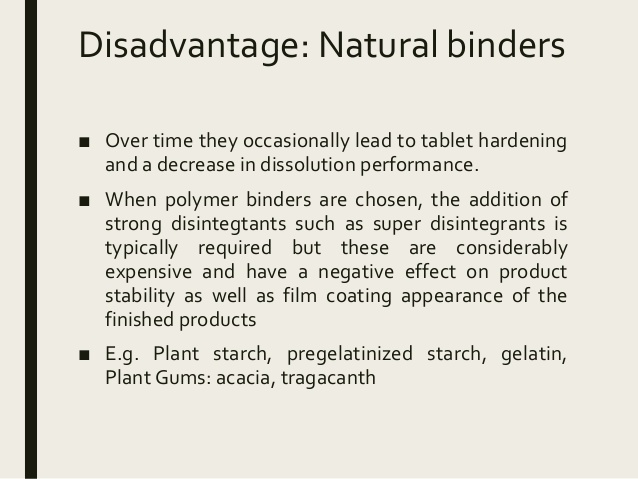 Disadvantage: Natural binders
■ Over time they occasionally lead to tablet hardening
and a decrease in dissolution performance.
■ When polymer binders are chosen, the addition of
strong disintegtants such as super disintegrants is
typically required but these are considerably
expensive and have a negative effect on product
stability as well as film coating appearance of the
finished products
■ E.g. Plant starch, pregelatinized starch, gelatin,
Plant Gums: acacia, tragacanth